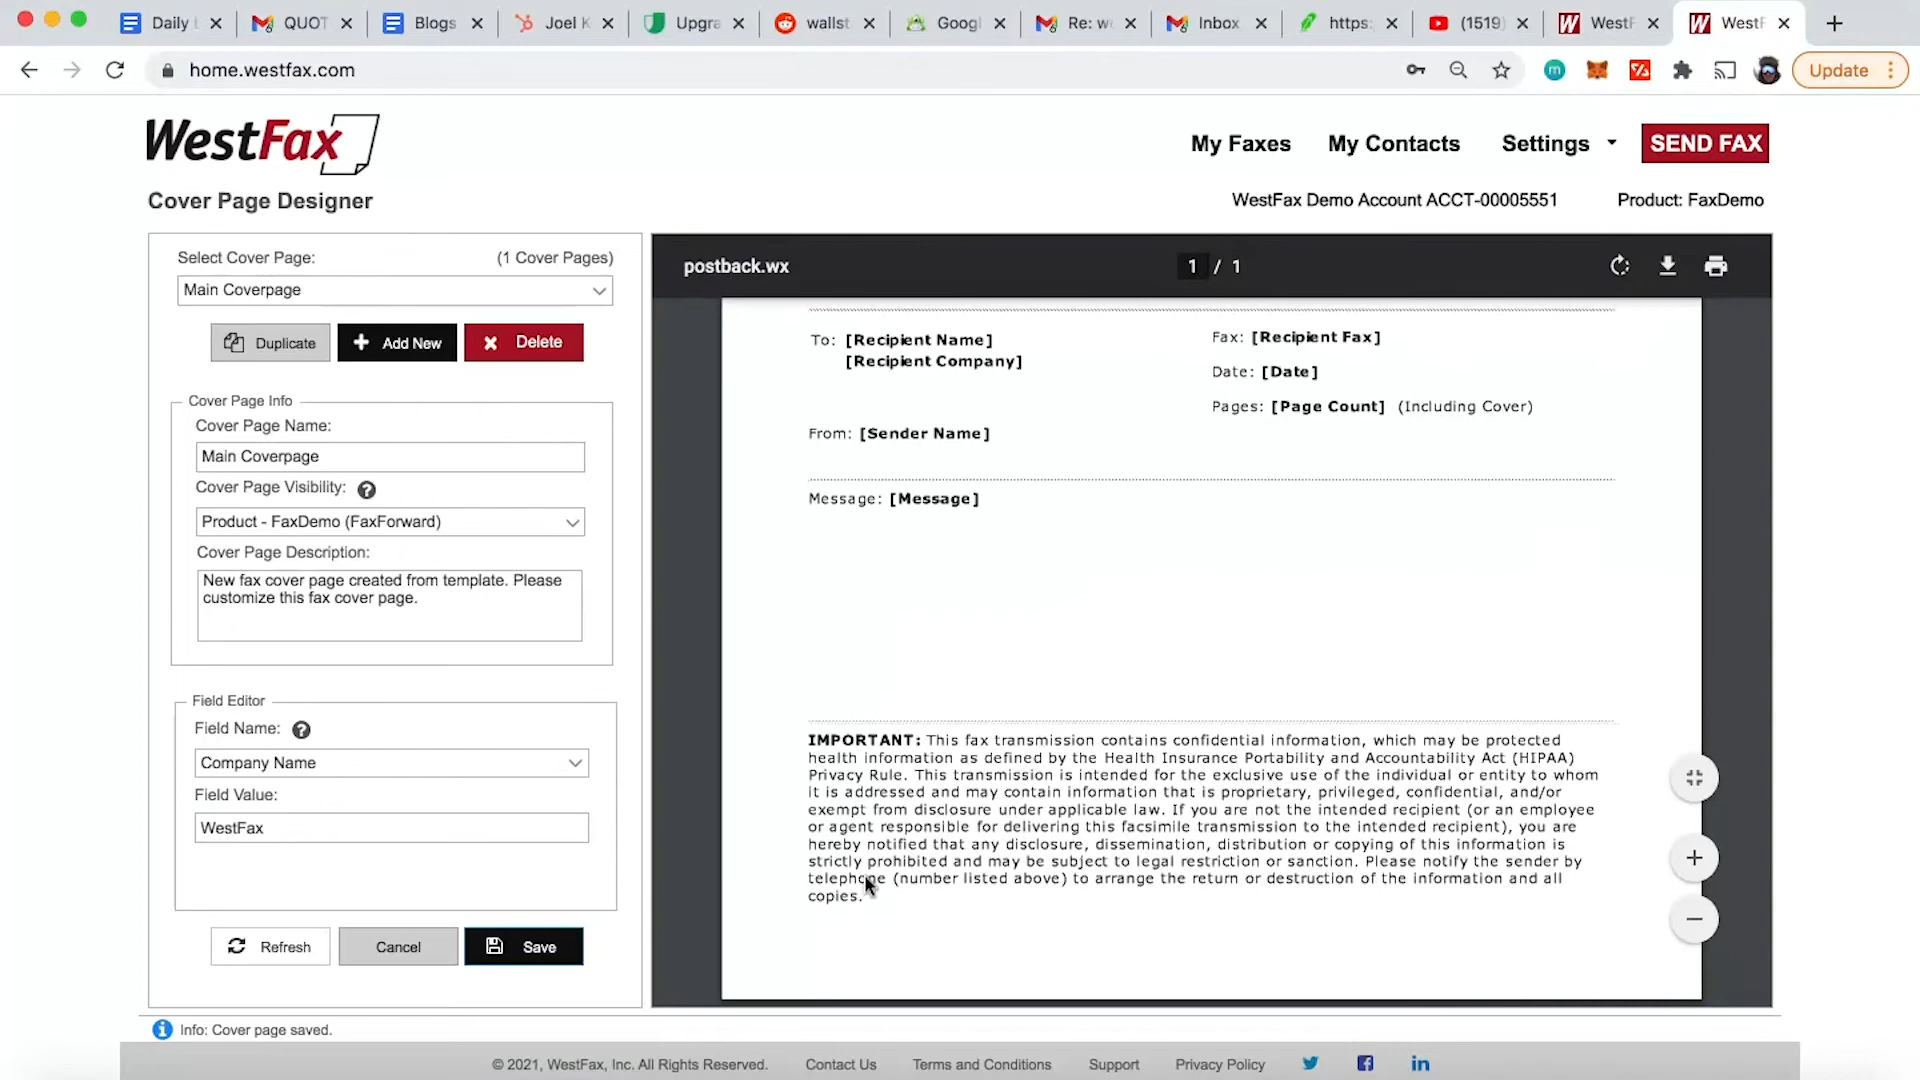 Daily
QUOT
Blogs
Joel K
Upgra
wallst
Googl
Re: w
Inbox
https:
(1519)
WestF
WestF
home.westfax.com
Update
WestFax
My Faxes
My Contacts
Settings
SEND FAX
Cover Page Designer
WestFax Demo Account ACCT-00005551
Product: FaxDemo
Select Cover Page:
(1 Cover Pages)
Main Coverpage
Duplicate
Add New
Delete
Cover Page Info
Cover Page Name:
Main Coverpage
Cover Page Visibility:
Product - FaxDemo (FaxForward)
Cover Page Description:
New fax cover page created from template. Please
customize this fax cover page.
Field Editor
Field Name:
Company Name
Field Value:
WestFax
Refresh
Cancel
Save
postback.wx
1 / 1
To: [Recipient Name]
[Recipient Company]
Fax: [Recipient Fax]
Date: [Date]
Pages: [Page Count] (Including Cover)
From: [Sender Name]
Message: [Message]
IMPORTANT: This fax transmission contains confidential information, which may be protected
health information as defined by the Health Insurance Portability and Accountability Act (HIPAA)
Privacy Rule. This transmission is intended for the exclusive use of the individual or entity to whom
it is addressed and may contain information that is proprietary, privileged, confidential, and/or
exempt from disclosure under applicable law. If you are not the intended recipient (or an employee
or agent responsible for delivering this facsimile transmission to the intended recipient), you are
hereby notified that any disclosure, dissemination, distribution or copying of this information is
strictly prohibited and may be subject to legal restriction or sanction. Please notify the sender by
telephone (number listed above) to arrange the return or destruction of the information and all
copies.
Info: Cover page saved.
© 2021, WestFax, Inc. All Rights Reserved.
Contact Us
Terms and Conditions
Support
Privacy Policy